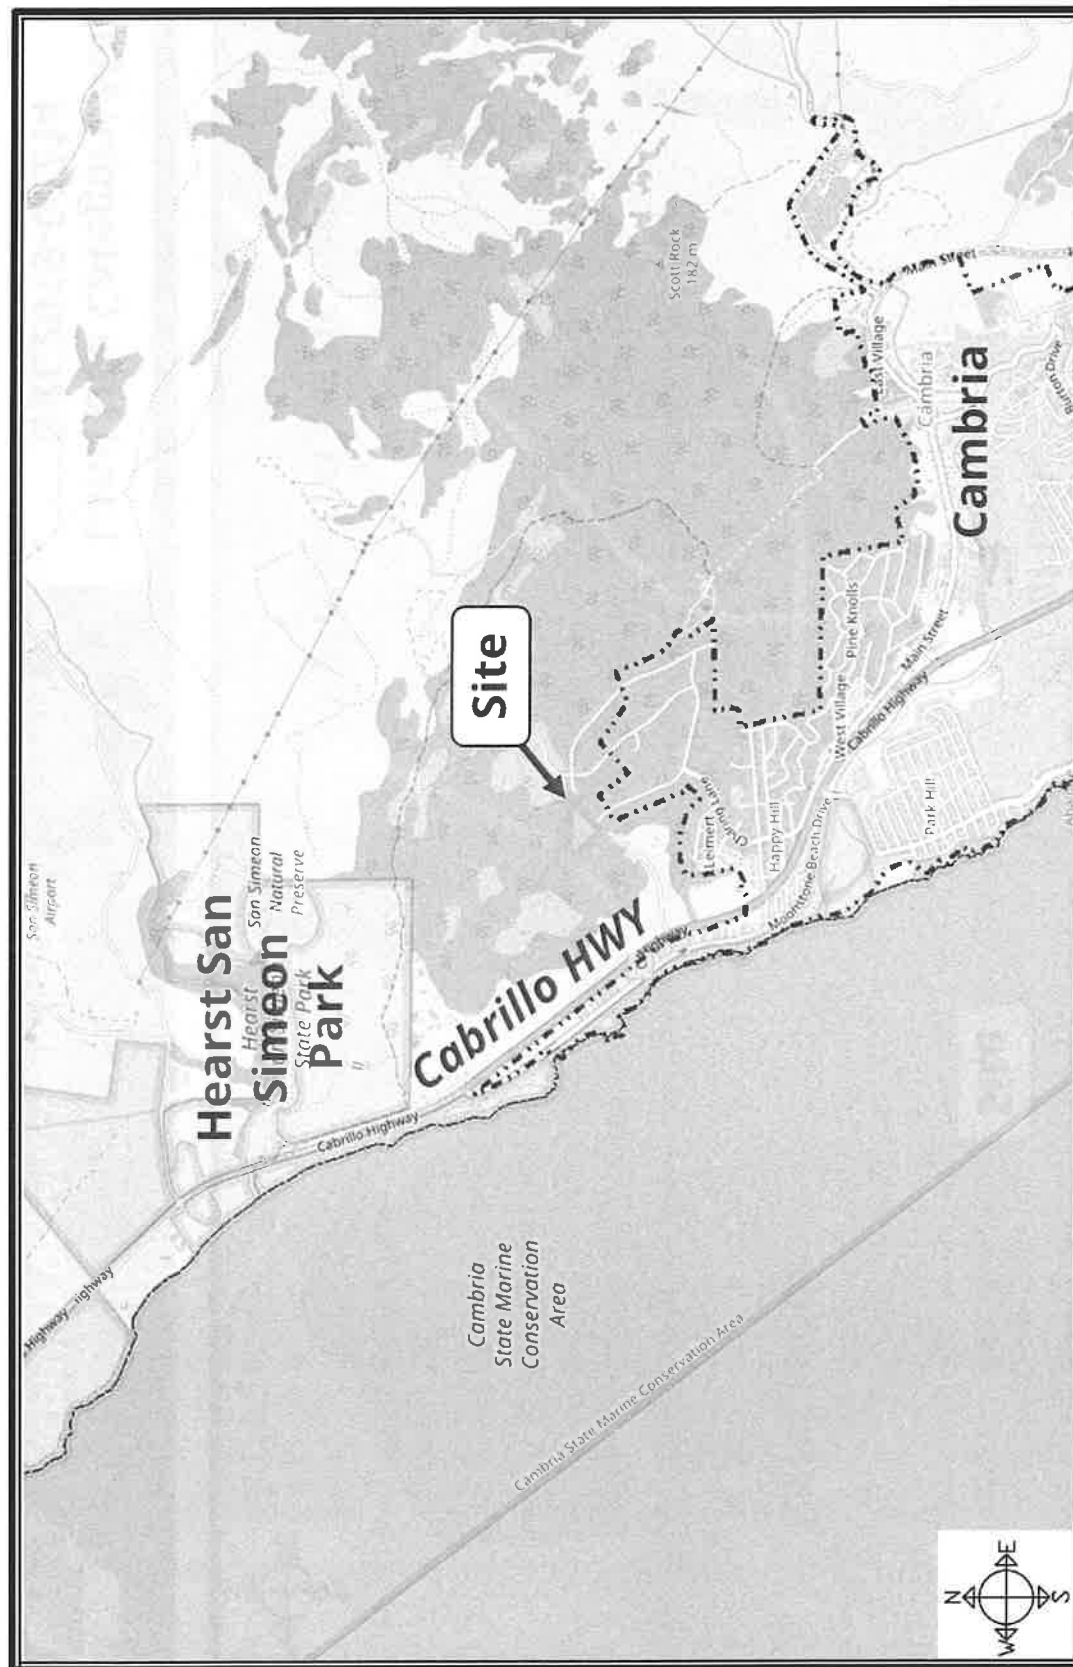 San Simeon
Airport
Hearst San
Simeon
Park
San Simeon
Natural
Preserve
Hearst
State Park
Cabrillo Highway
Highway
Cabrillo HWY
Site
Scott Rock
182 m
Cambria
State Marine
Conservation
Area
Cambria State Marine Conservation Area
Highway
Leimert
Charing Lane
Happy Hill
Moonstone Beach Drive
West Village
Pine Knolls
Main Street
Cabrillo Highway
Park Hill
East Village
Cambria
Main Street
Cambria
Burton Drive
N
W
E
S